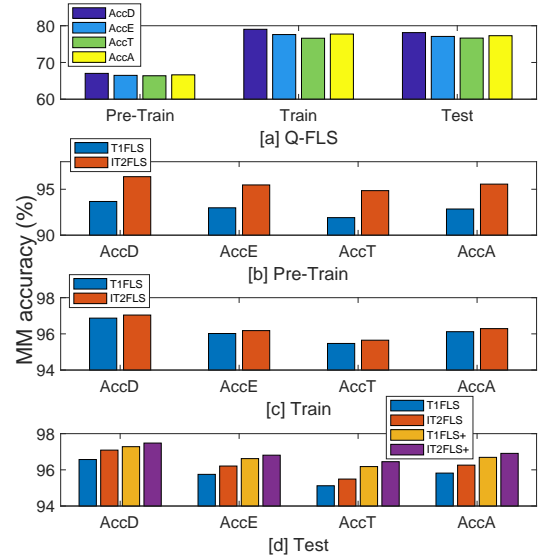 MM accuracy (%)
80
70
60
AccD
AccE
AccT
AccA
Pre-Train Train Test
[a] Q-FLS
T1FLS
IT2FLS
95
90
AccD AccE AccT AccA
[b] Pre-Train
T1FLS
IT2FLS
98
96
94
AccD AccE AccT AccA
[c] Train
T1FLS
IT2FLS
T1FLS+
IT2FLS+
98
96
94
AccD AccE AccT AccA
[d] Test